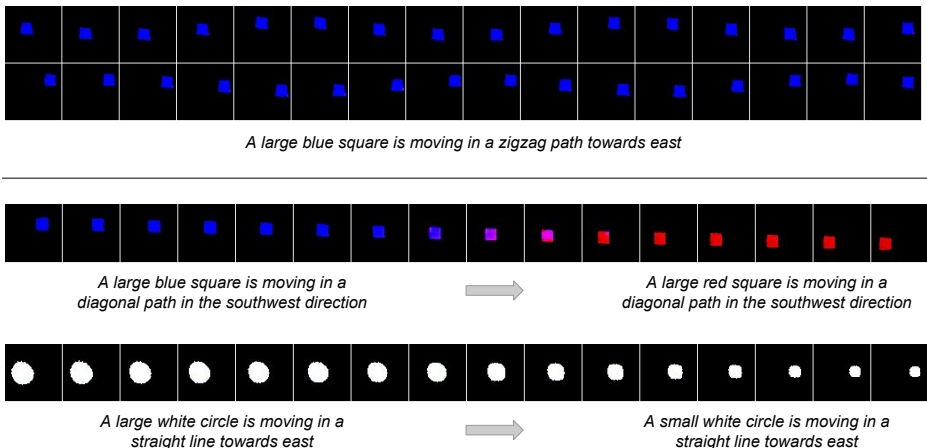 A large blue square is moving in a zigzag path towards east
A large blue square is moving in a
diagonal path in the southwest direction
A large red square is moving in a
diagonal path in the southwest direction
A large white circle is moving in a
straight line towards east
A small white circle is moving in a
straight line towards east